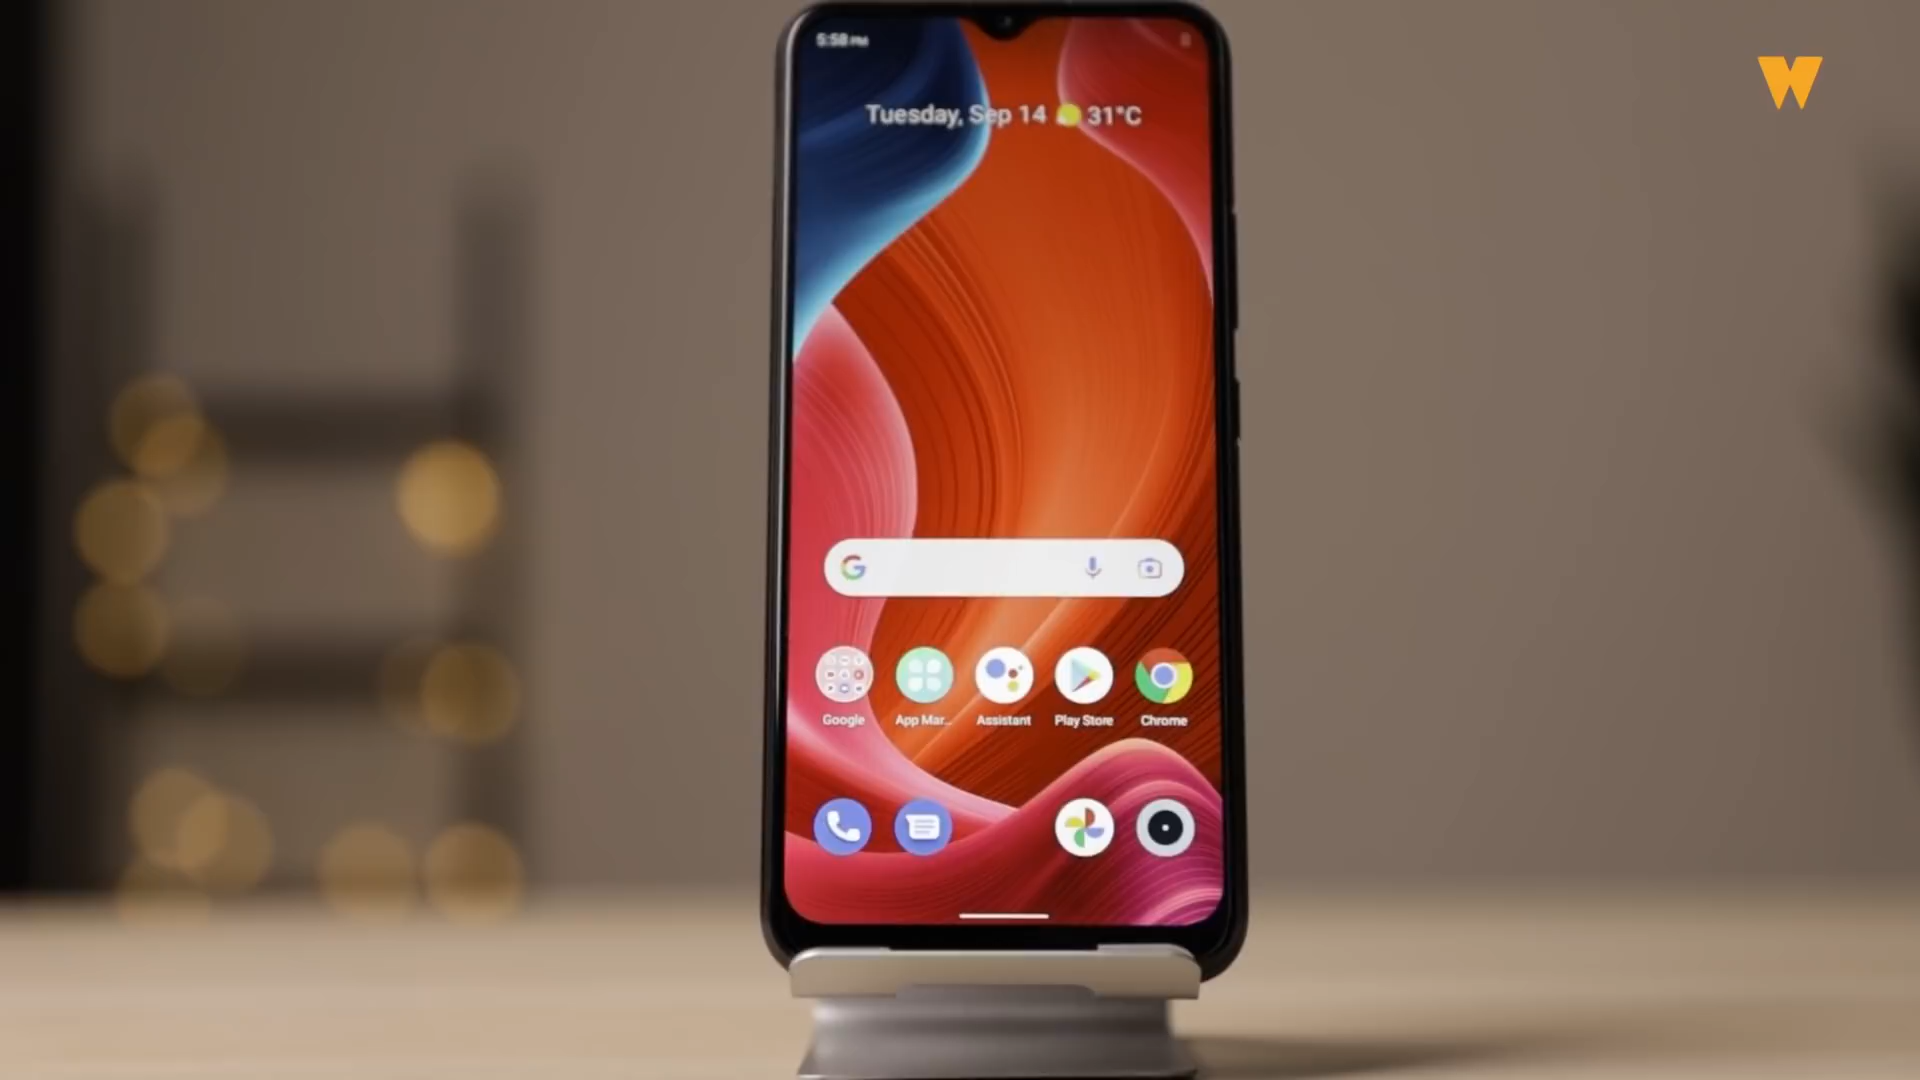 5:58 PM
Tuesday, Sep 14 31°C
Google App Mar... Assistant Play Store Chrome
W